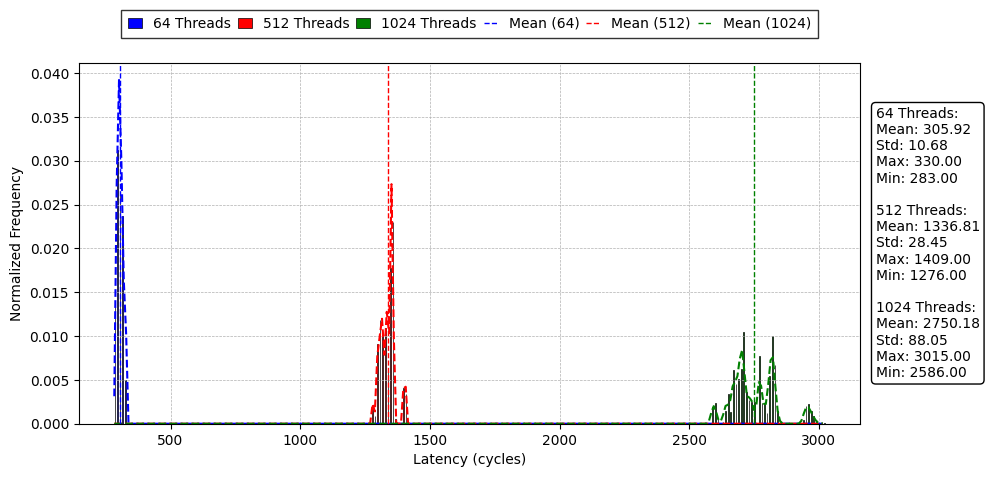 64 Threads 512 Threads 1024 Threads Mean (64) Mean (512) Mean (1024)
0.040
0.035
0.030
0.025
0.020
0.015
0.010
0.005
0.000
Normalized Frequency
500 1000 1500 2000 2500 3000
Latency (cycles)
64 Threads:
Mean: 305.92
Std: 10.68
Max: 330.00
Min: 283.00
512 Threads:
Mean: 1336.81
Std: 28.45
Max: 1409.00
Min: 1276.00
1024 Threads:
Mean: 2750.18
Std: 88.05
Max: 3015.00
Min: 2586.00